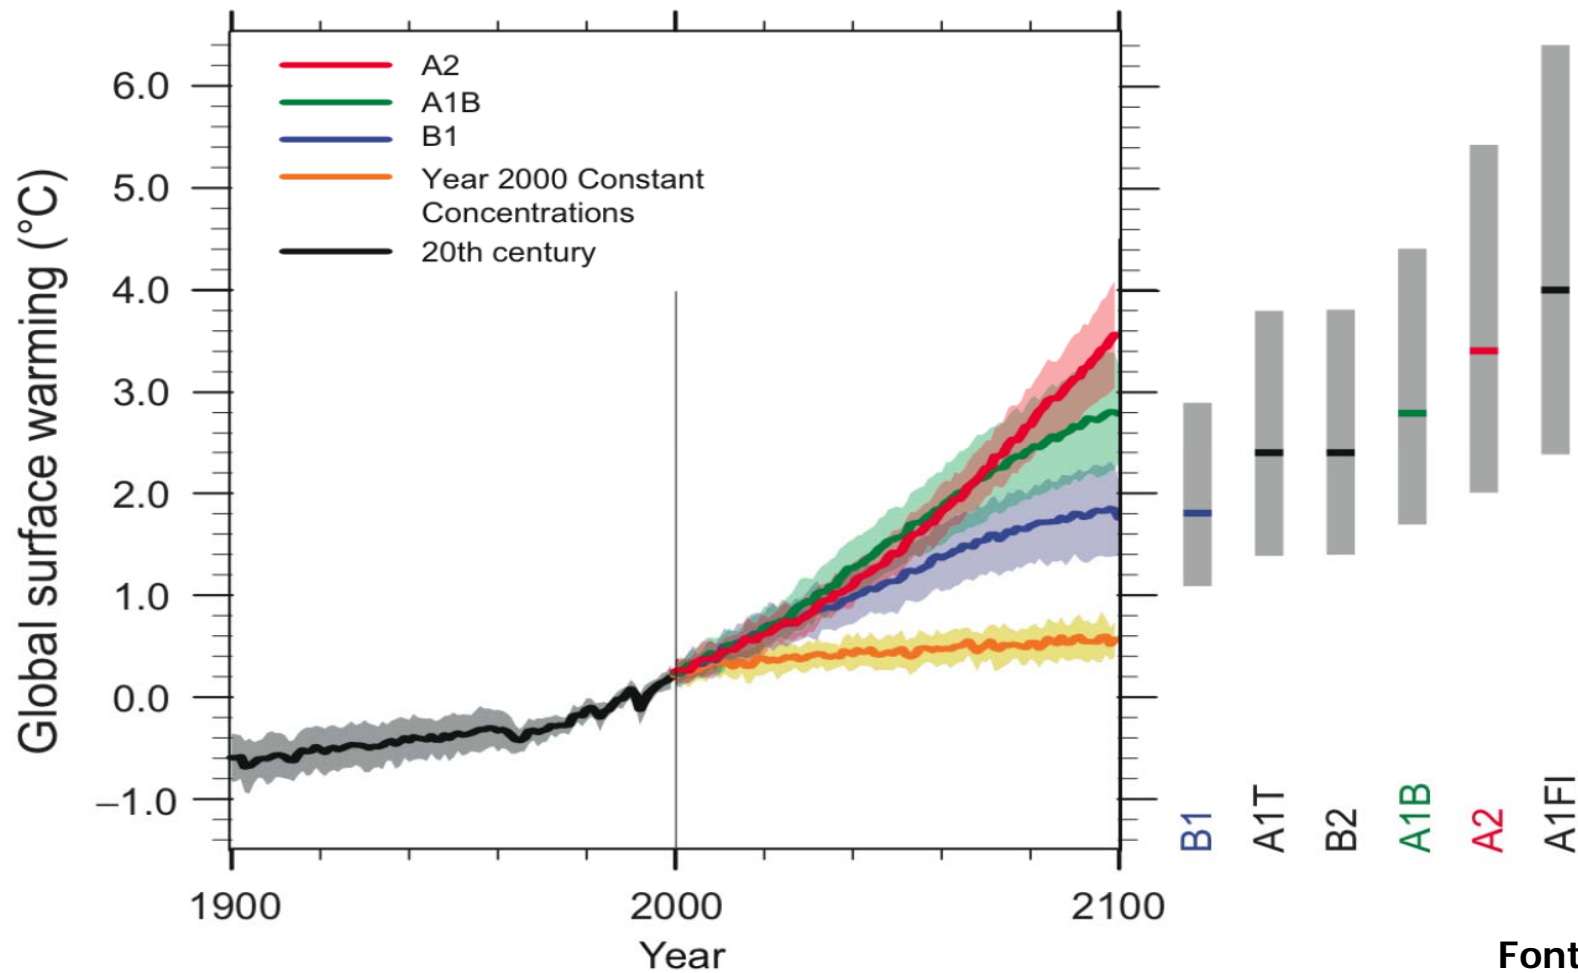 A2
A1B
B1
Year 2000 Constant
Concentrations
20th century
Global surface warming (°C)
6.0
5.0
4.0
3.0
2.0
1.0
0.0
–1.0
1900
2000
2100
Year
B1
A1T
B2
A1B
A2
A1FI
Font